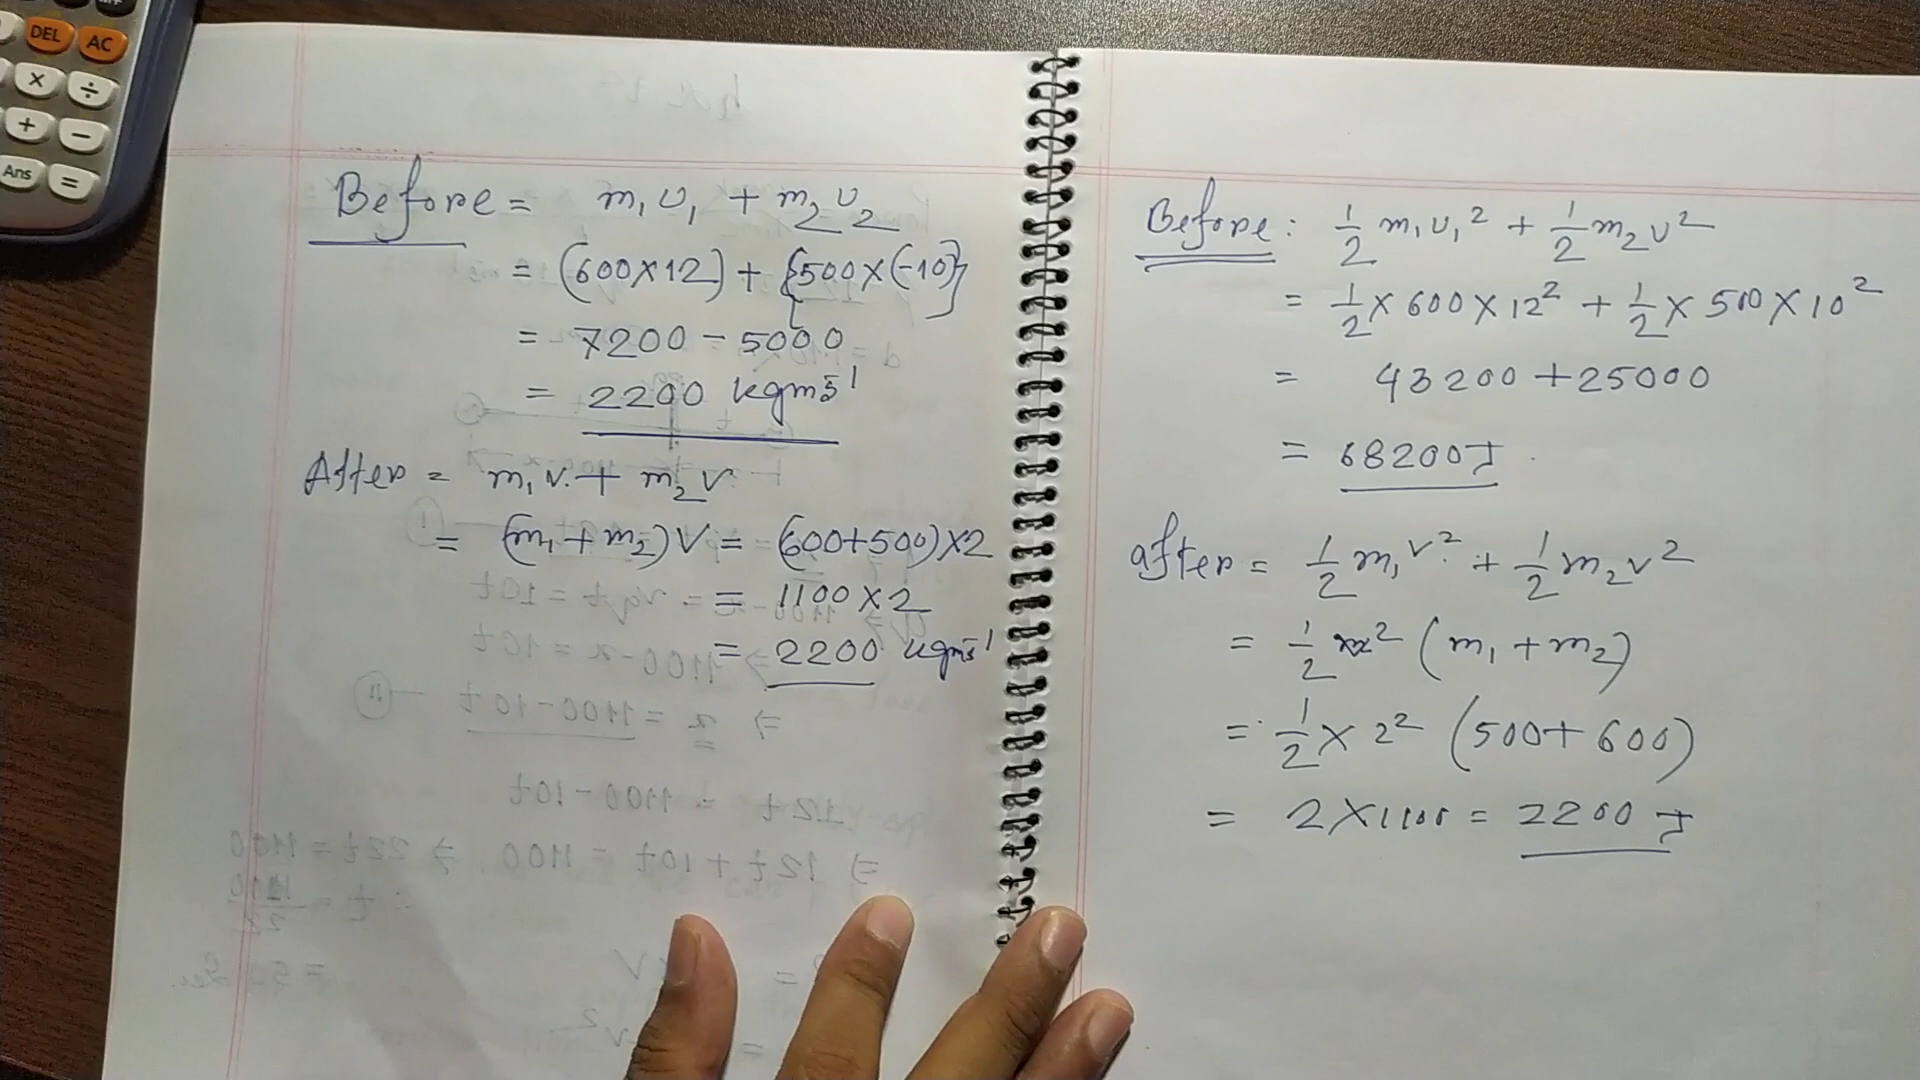 DEL AC
× ÷
+ −
Ans =
Before = m₁u₁ + m₂u₂
= (600×12) + {500×(-10)}
= 7200 - 5000
= 2200 kgms⁻¹
After = m₁v + m₂v
= (m₁+m₂)V = (600+500)×2
= 1100×2
= 2200 kgms⁻¹
Before: ½ m₁u₁² + ½ m₂u²
= ½ × 600 × 12² + ½ × 500 × 10²
= 43200 + 25000
= 68200J
after = ½ m₁v² + ½ m₂v²
= ½ (m₁ + m₂)
= ½ × 2² (500 + 600)
= 2 × 1100 = 2200 J